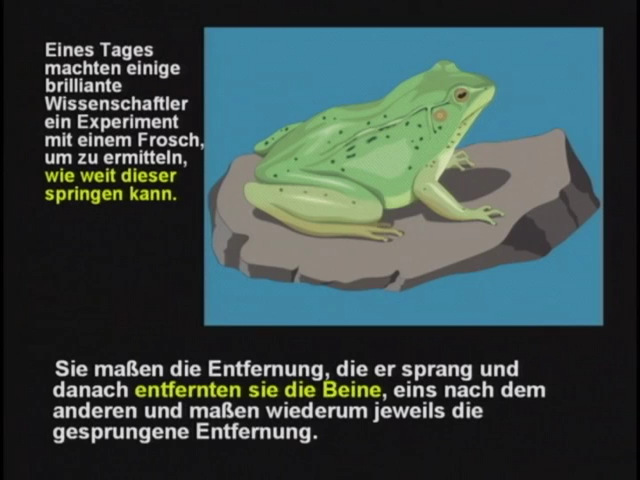 Eines Tages
machten einige
brilliante
Wissenschaftler
ein Experiment
mit einem Frosch,
um zu ermitteln,
wie weit dieser
springen kann.
Sie maßen die Entfernung, die er sprang und
danach entfernten sie die Beine, eins nach dem
anderen und maßen wiederum jeweils die
gesprungene Entfernung.